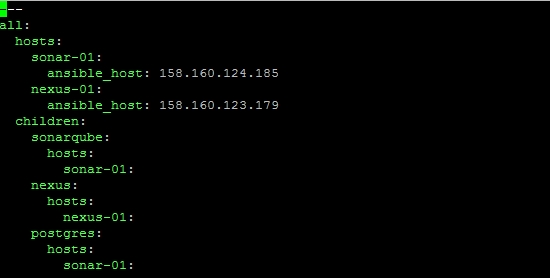 ---
all:
  hosts:
    sonar-01:
      ansible_host: 158.160.124.185
    nexus-01:
      ansible_host: 158.160.123.179
  children:
    sonarqube:
      hosts:
        sonar-01:
    nexus:
      hosts:
        nexus-01:
    postgres:
      hosts:
        sonar-01: